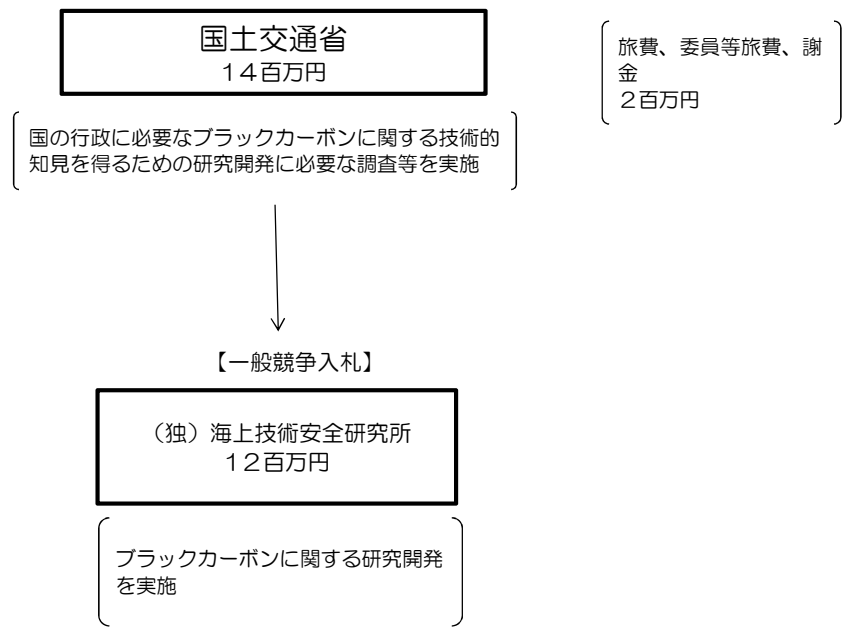 国土交通省
１４百万円
旅費、委員等旅費、謝
金
２百万円
国の行政に必要なブラックカーボンに関する技術的
知見を得るための研究開発に必要な調査等を実施
【一般競争入札】
（独）海上技術安全研究所
１２百万円
ブラックカーボンに関する研究開発
を実施